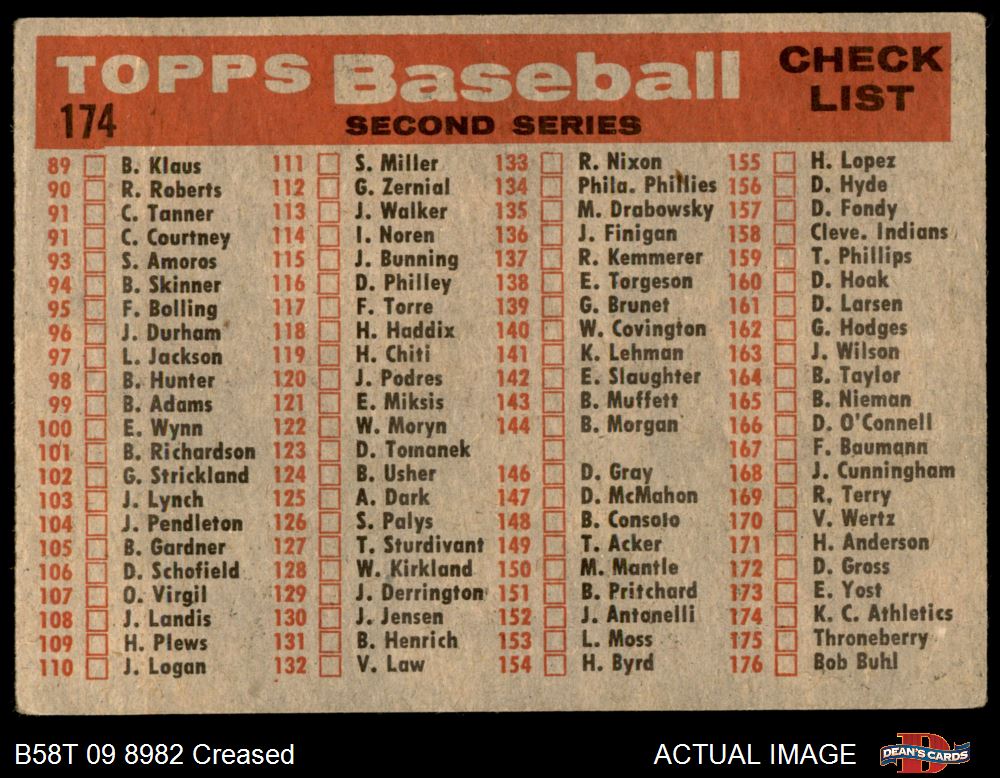 TOPPS Baseball CHECK
174 SECOND SERIES LIST
89 B. Klaus
90 R. Roberts
91 C. Tanner
91 C. Courtney
93 S. Amoros
94 B. Skinner
95 F. Bolling
96 J. Durham
97 L. Jackson
98 B. Hunter
99 B. Adams
100 E. Wynn
101 B. Richardson
102 G. Strickland
103 J. Lynch
104 J. Pendleton
105 B. Gardner
106 D. Schofield
107 O. Virgil
108 J. Landis
109 H. Plews
110 J. Logan
111 S. Miller
112 G. Zernial
113 J. Walker
114 I. Noren
115 J. Bunning
116 D. Philley
117 F. Torre
118 H. Haddix
119 H. Chiti
120 J. Podres
121 E. Miksis
122 W. Moryn
123 D. Tomanek
124 B. Usher
125 A. Dark
126 S. Palys
127 T. Sturdivant
128 W. Kirkland
129 J. Derrington
130 J. Jensen
131 B. Henrich
132 V. Law
133 R. Nixon
134 Phila. Phillies
135 M. Drabowsky
136 J. Finigan
137 R. Kemmerer
138 E. Torgeson
139 G. Brunet
140 W. Covington
141 K. Lehman
142 E. Slaughter
143 B. Muffett
144 B. Morgan
146 D. Gray
147 D. McMahon
148 B. Consolo
149 T. Acker
150 M. Mantle
151 B. Pritchard
152 J. Antonelli
153 L. Moss
154 H. Byrd
155 H. Lopez
156 D. Hyde
157 D. Fondy
158 Cleve. Indians
159 T. Phillips
160 D. Hoak
161 D. Larsen
162 G. Hodges
163 J. Wilson
164 B. Taylor
165 B. Nieman
166 D. O'Connell
167 F. Baumann
168 J. Cunningham
169 R. Terry
170 V. Wertz
171 H. Anderson
172 D. Gross
173 E. Yost
174 K. C. Athletics
175 Throneberry
176 Bob Buhl
B58T 09 8982 Creased
ACTUAL IMAGE
DEAN'S CARDS